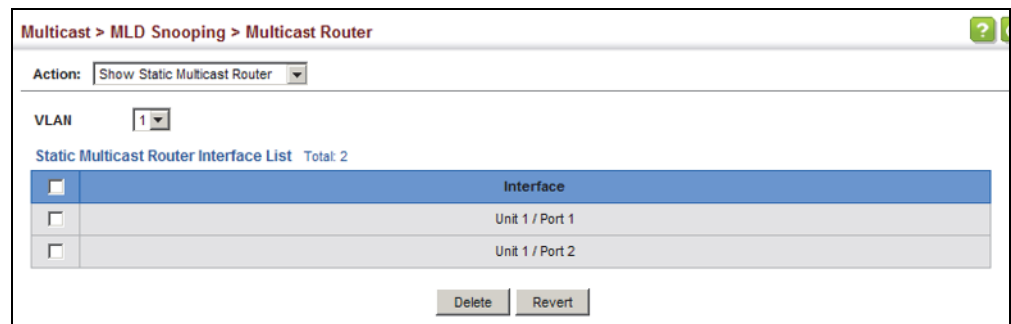 Multicast > MLD Snooping > Multicast Router
?
Action: Show Static Multicast Router
VLAN 1
Static Multicast Router Interface List Total: 2
Interface
Unit 1 / Port 1
Unit 1 / Port 2
Delete Revert